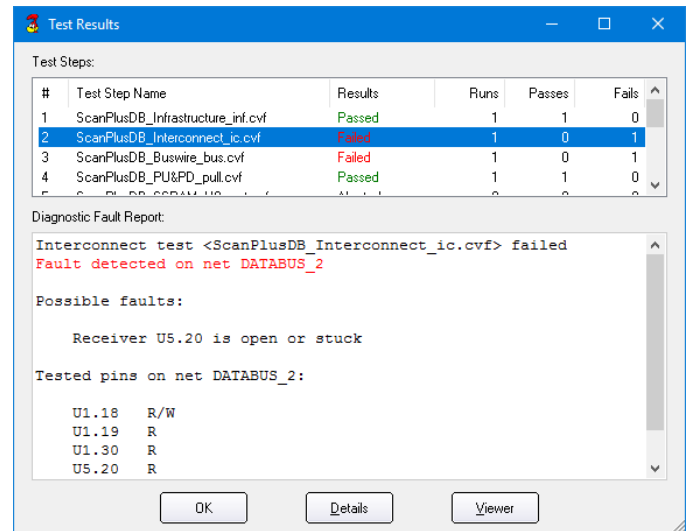 Test Results
Test Steps:
# Test Step Name Results Runs Passes Fails
1 ScanPlusDB_Infrastructure_inf.cvf Passed 1 1 0
2 ScanPlusDB_Interconnect_ic.cvf Failed 1 0 1
3 ScanPlusDB_Buswire_bus.cvf Failed 1 0 1
4 ScanPlusDB_PU&PD_pull.cvf Passed 1 1 0
Diagnostic Fault Report:
Interconnect test <ScanPlusDB_Interconnect_ic.cvf> failed
Fault detected on net DATABUS_2
Possible faults:
Receiver U5.20 is open or stuck
Tested pins on net DATABUS_2:
U1.18 R/W
U1.19 R
U1.30 R
U5.20 R
OK Details Viewer